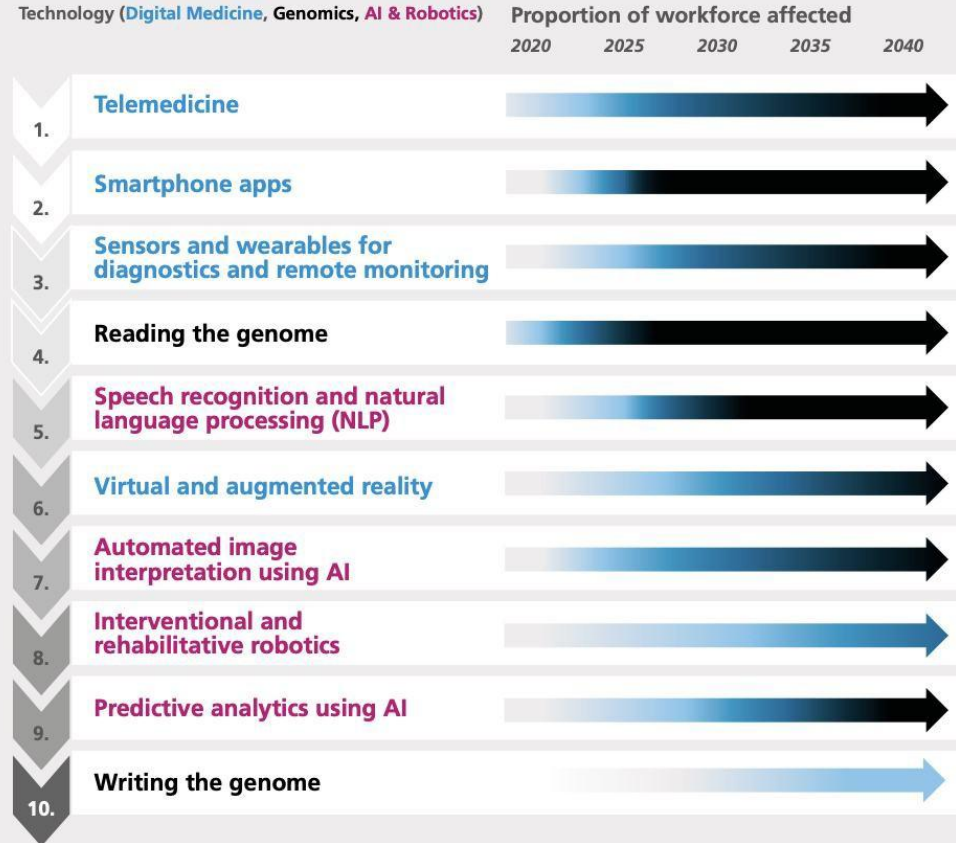 Technology (Digital Medicine, Genomics, AI & Robotics)
Proportion of workforce affected
2020 2025 2030 2035 2040
1.
Telemedicine
2.
Smartphone apps
3.
Sensors and wearables for
diagnostics and remote monitoring
4.
Reading the genome
5.
Speech recognition and natural
language processing (NLP)
6.
Virtual and augmented reality
7.
Automated image
interpretation using AI
8.
Interventional and
rehabilitative robotics
9.
Predictive analytics using AI
10.
Writing the genome